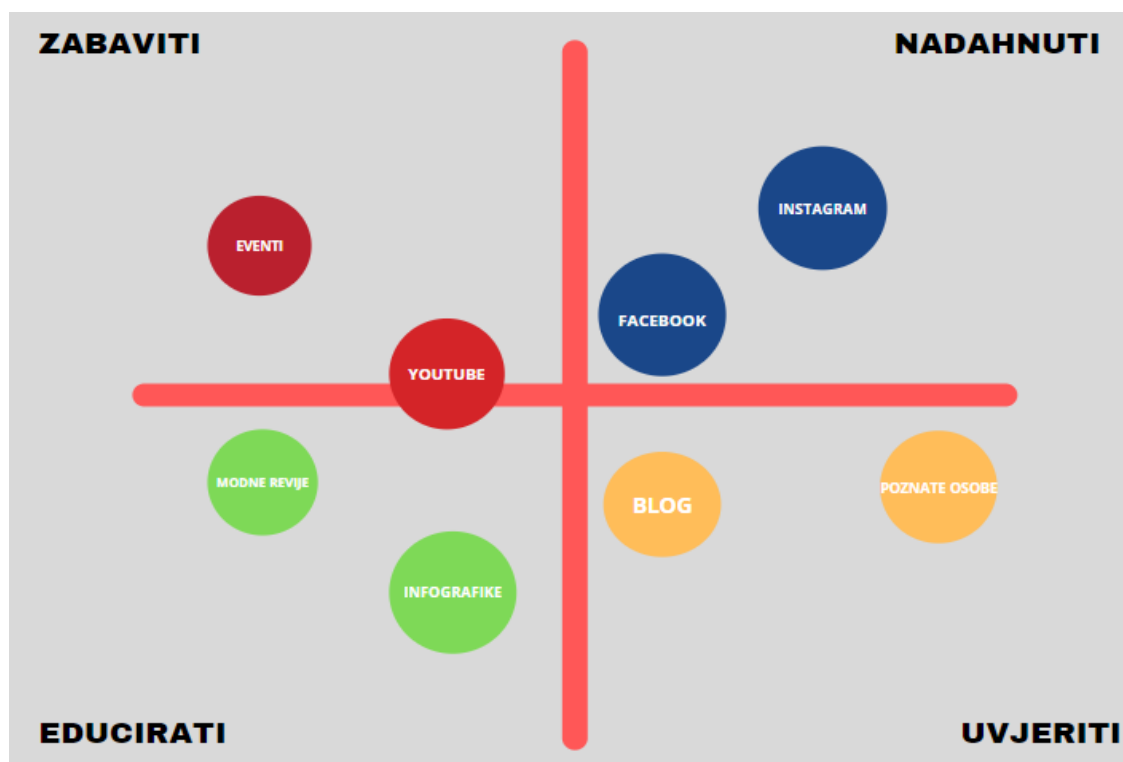 ZABAVITI
NADAHNUTI
INSTAGRAM
EVENTI
FACEBOOK
YOUTUBE
MODNE REVIJE
POZNATE OSOBE
BLOG
INFOGRAFIKE
EDUCIRATI
UVJERITI